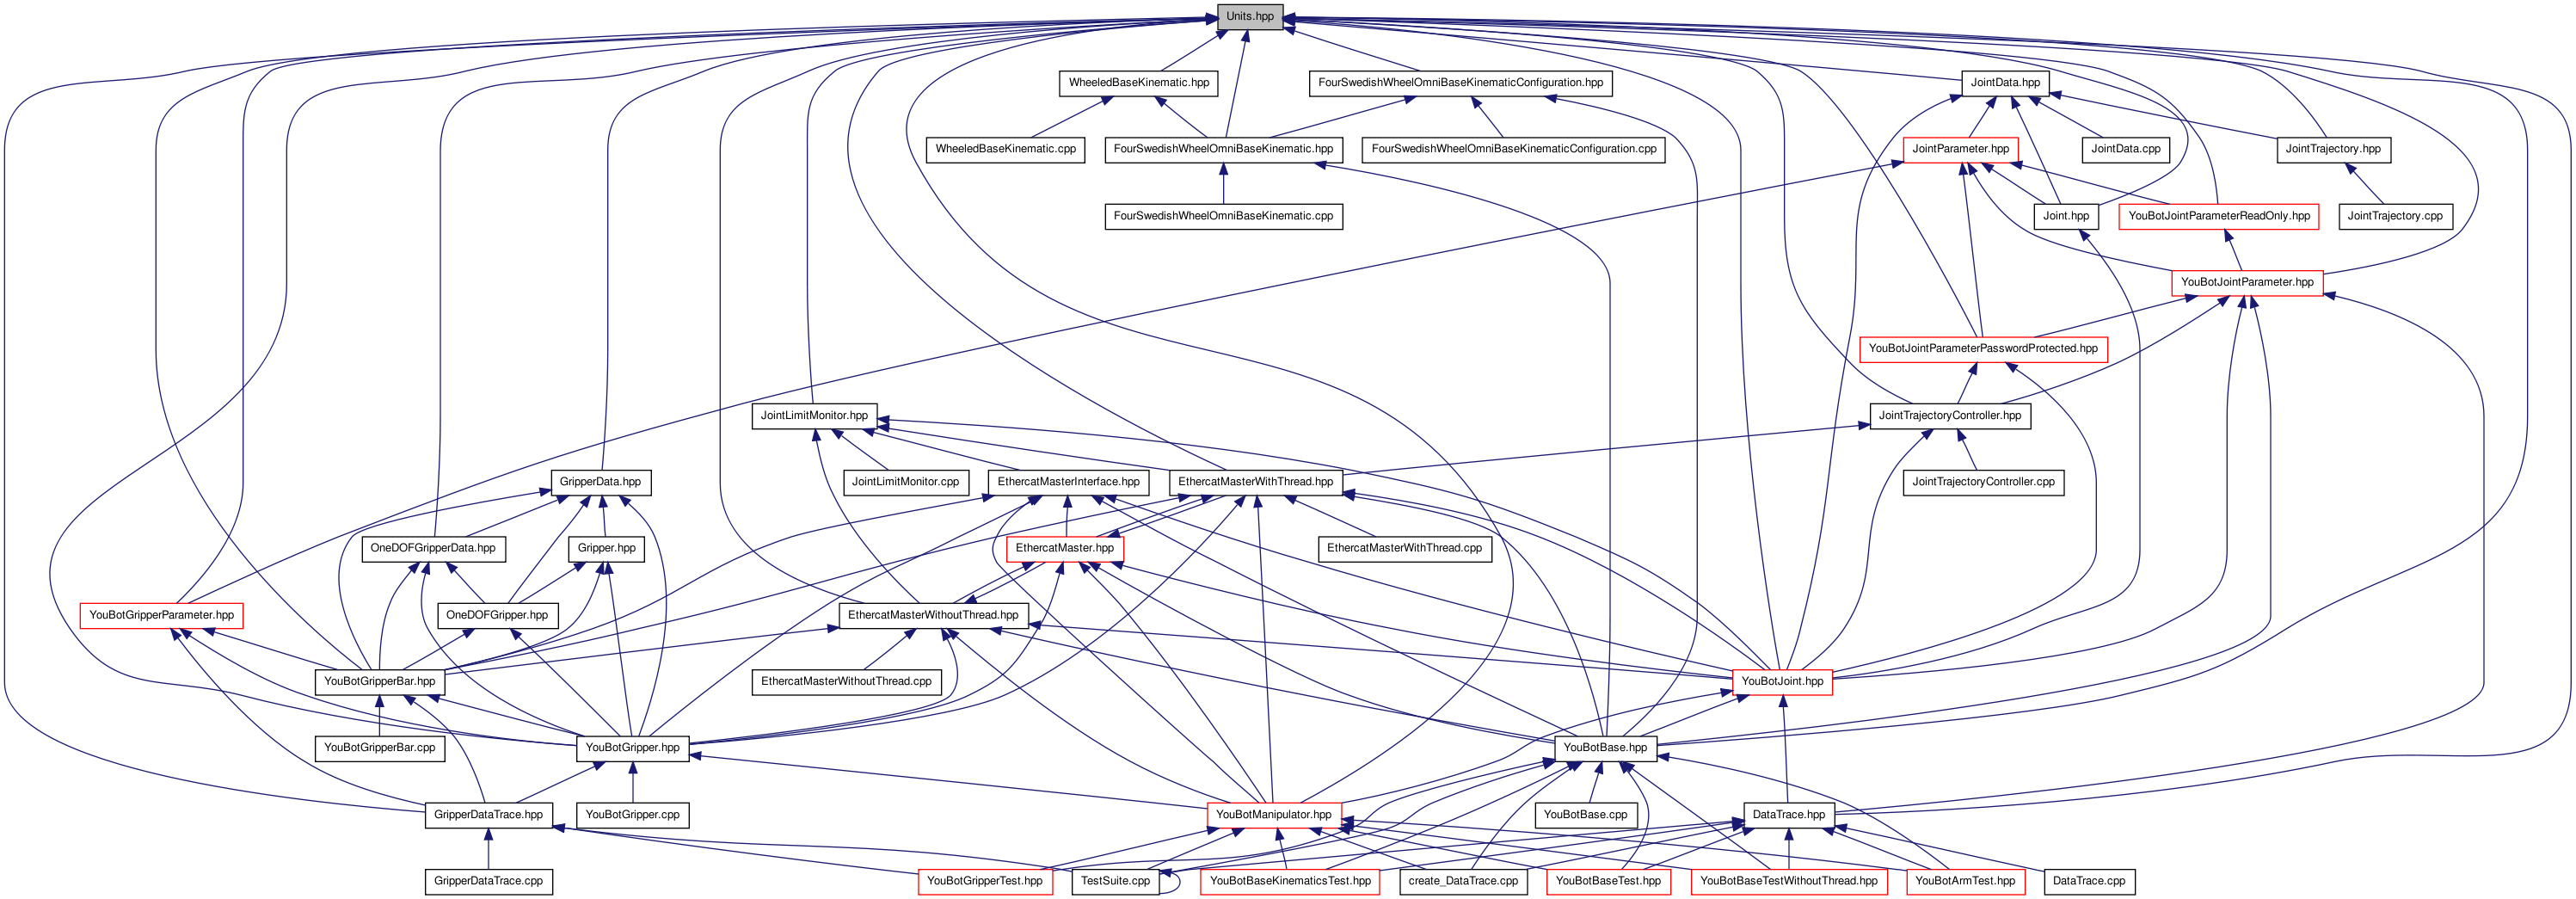 Units.hpp
WheeledBaseKinematic.hpp
FourSwedishWheelOmniBaseKinematicConfiguration.hpp
JointData.hpp
WheeledBaseKinematic.cpp
FourSwedishWheelOmniBaseKinematic.hpp
FourSwedishWheelOmniBaseKinematicConfiguration.cpp
JointParameter.hpp
JointData.cpp
JointTrajectory.hpp
FourSwedishWheelOmniBaseKinematic.cpp
Joint.hpp
YouBotJointParameterReadOnly.hpp
JointTrajectory.cpp
YouBotJointParameter.hpp
YouBotJointParameterPasswordProtected.hpp
JointLimitMonitor.hpp
JointTrajectoryController.hpp
GripperData.hpp
JointLimitMonitor.cpp
EthercatMasterInterface.hpp
EthercatMasterWithThread.hpp
JointTrajectoryController.cpp
OneDOFGripperData.hpp
Gripper.hpp
EthercatMaster.hpp
EthercatMasterWithThread.cpp
YouBotGripperParameter.hpp
OneDOFGripper.hpp
EthercatMasterWithoutThread.hpp
YouBotGripperBar.hpp
EthercatMasterWithoutThread.cpp
YouBotJoint.hpp
YouBotGripperBar.cpp
YouBotGripper.hpp
YouBotBase.hpp
GripperDataTrace.hpp
YouBotGripper.cpp
YouBotManipulator.hpp
YouBotBase.cpp
DataTrace.hpp
GripperDataTrace.cpp
YouBotGripperTest.hpp
TestSuite.cpp
YouBotBaseKinematicsTest.hpp
create_DataTrace.cpp
YouBotBaseTest.hpp
YouBotBaseTestWithoutThread.hpp
YouBotArmTest.hpp
DataTrace.cpp